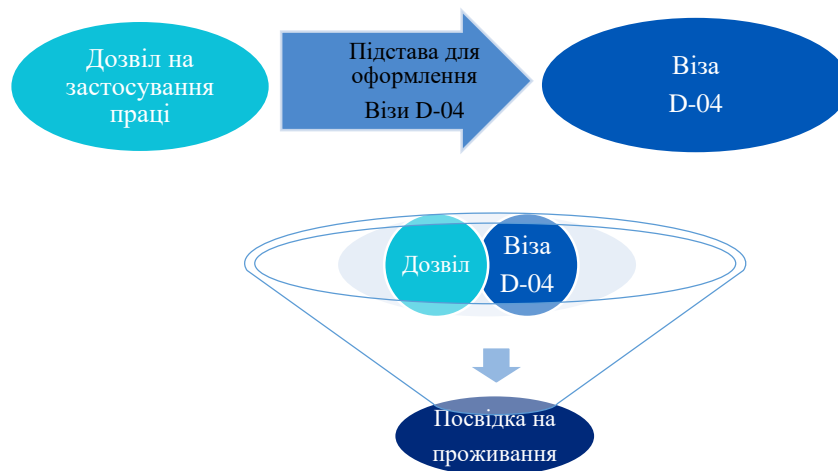 Дозвіл на
застосування
праці
Підстава для
оформлення
Візи D-04
Віза
D-04
Дозвіл
Віза
D-04
Посвідка на
проживання